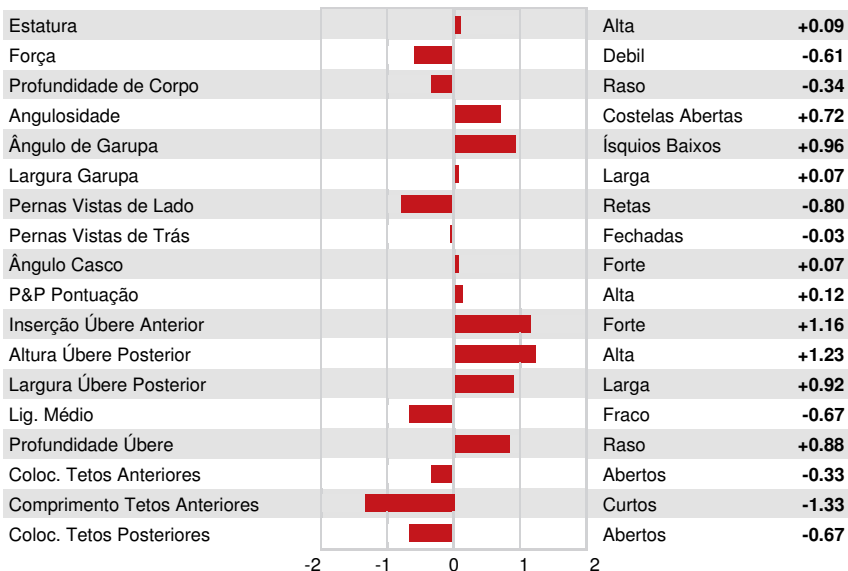 Estatura Alta +0.09
Força Debil -0.61
Profundidade de Corpo Raso -0.34
Angulosidade Costelas Abertas +0.72
Ângulo de Garupa Ísquios Baixos +0.96
Largura Garupa Larga +0.07
Pernas Vistas de Lado Retas -0.80
Pernas Vistas de Trás Fechadas -0.03
Ângulo Casco Forte +0.07
P&P Pontuação Alta +0.12
Inserção Úbere Anterior Forte +1.16
Altura Úbere Posterior Alta +1.23
Largura Úbere Posterior Larga +0.92
Lig. Médio Fraco -0.67
Profundidade Úbere Raso +0.88
Coloc. Tetos Anteriores Abertos -0.33
Comprimento Tetos Anteriores Curtos -1.33
Coloc. Tetos Posteriores Abertos -0.67
-2 -1 0 1 2